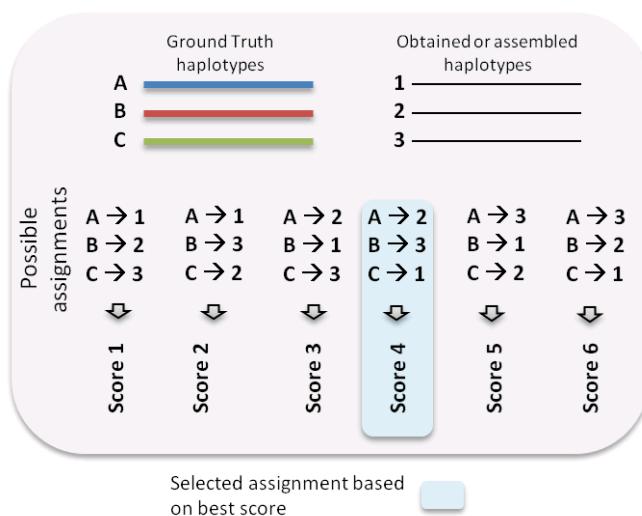 Ground Truth
haplotypes
A
B
C
Obtained or assembled
haplotypes
1
2
3
Possible
assignments
A → 1
B → 2
C → 3
Score 1
A → 1
B → 3
C → 2
Score 2
A → 2
B → 1
C → 3
Score 3
A → 2
B → 3
C → 1
Score 4
A → 3
B → 1
C → 2
Score 5
A → 3
B → 2
C → 1
Score 6
Selected assignment based
on best score